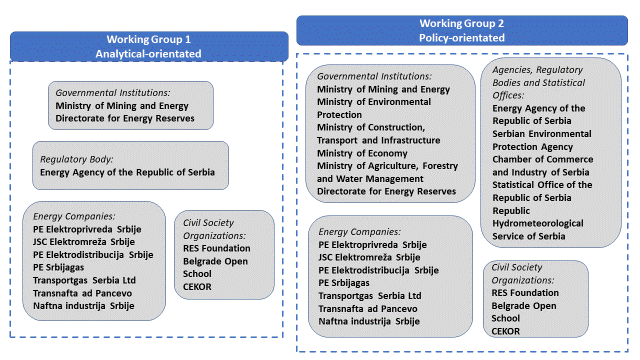 Working Group 1
Analytical-orientated
Governmental Institutions:
Ministry of Mining and Energy
Directorate for Energy Reserves
Regulatory Body:
Energy Agency of the Republic of Serbia
Energy Companies:
PE Elektroprivreda Srbije
JSC Elektromreža Srbije
PE Elektrodistribucija Srbije
PE Srbijagas
Transportgas Serbia Ltd
Transnafta ad Pancevo
Naftna industrija Srbije
Civil Society
Organizations:
RES Foundation
Belgrade Open
School
CEKOR
Working Group 2
Policy-orientated
Governmental Institutions:
Ministry of Mining and Energy
Ministry of Environmental
Protection
Ministry of Construction,
Transport and Infrastructure
Ministry of Economy
Ministry of Agriculture, Forestry
and Water Management
Directorate for Energy Reserves
Agencies, Regulatory
Bodies and Statistical
Offices:
Energy Agency of the
Republic of Serbia
Serbian Environmental
Protection Agency
Chamber of Commerce
and Industry of Serbia
Statistical Office of the
Republic of Serbia
Republic
Hydrometeorological
Service of Serbia
Energy Companies:
PE Elektroprivreda Srbije
JSC Elektromreža Srbije
PE Elektrodistribucija Srbije
PE Srbijagas
Transportgas Serbia Ltd
Transnafta ad Pancevo
Naftna industrija Srbije
Civil Society
Organizations:
RES Foundation
Belgrade Open
School
CEKOR